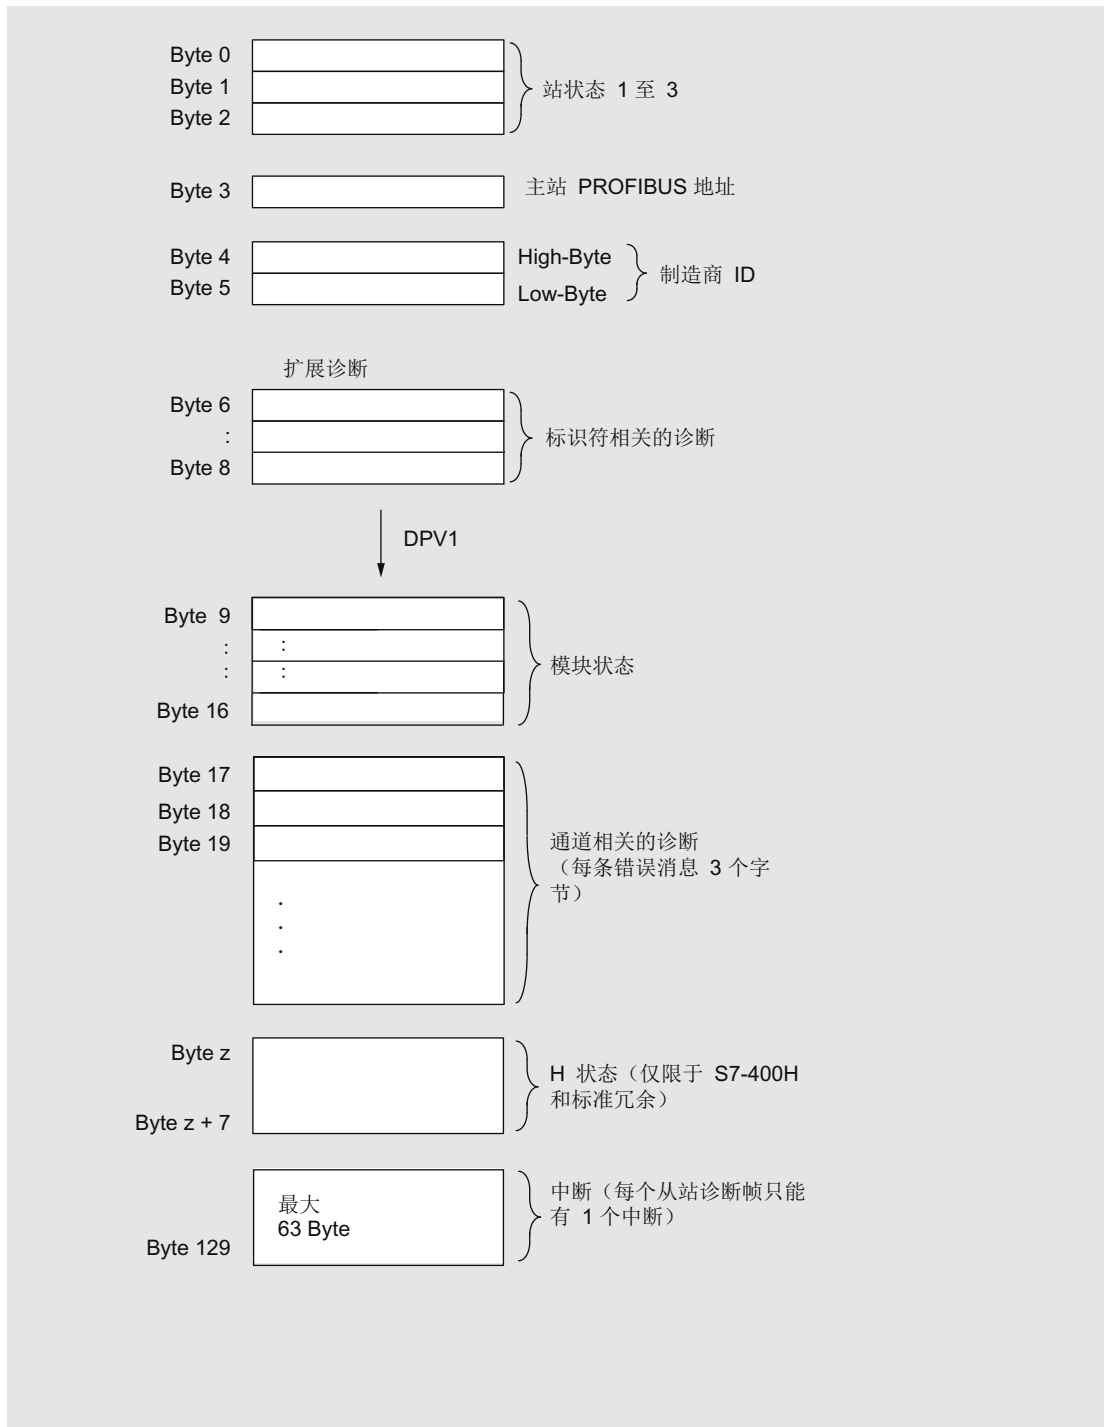 Byte 0
Byte 1
Byte 2
站状态 1 至 3
Byte 3
主站 PROFIBUS 地址
Byte 4
High-Byte
Byte 5
Low-Byte
制造商 ID
扩展诊断
Byte 6
:
Byte 8
标识符相关的诊断
DPV1
Byte 9
: :
: :
Byte 16
模块状态
Byte 17
Byte 18
Byte 19
.
.
.
通道相关的诊断
（每条错误消息 3 个字
节）
Byte z
Byte z + 7
H 状态（仅限于 S7-400H
和标准冗余）
最大
63 Byte
Byte 129
中断（每个从站诊断帧只能
有 1 个中断）